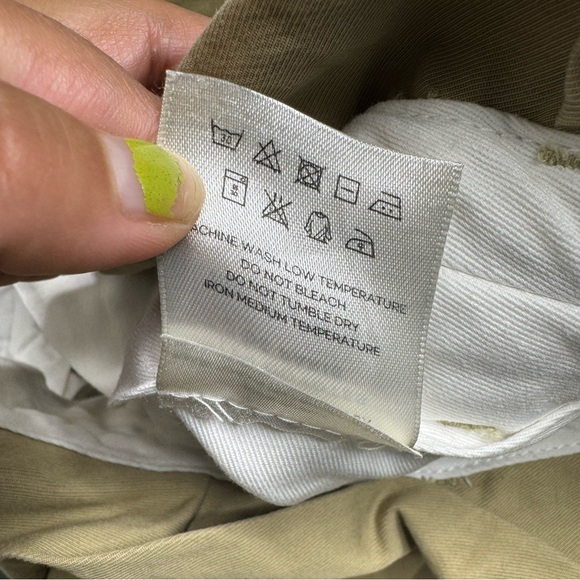 ACHINE WASH LOW TEMPERATURE
DO NOT BLEACH
DO NOT TUMBLE DRY
IRON MEDIUM TEMPERATURE